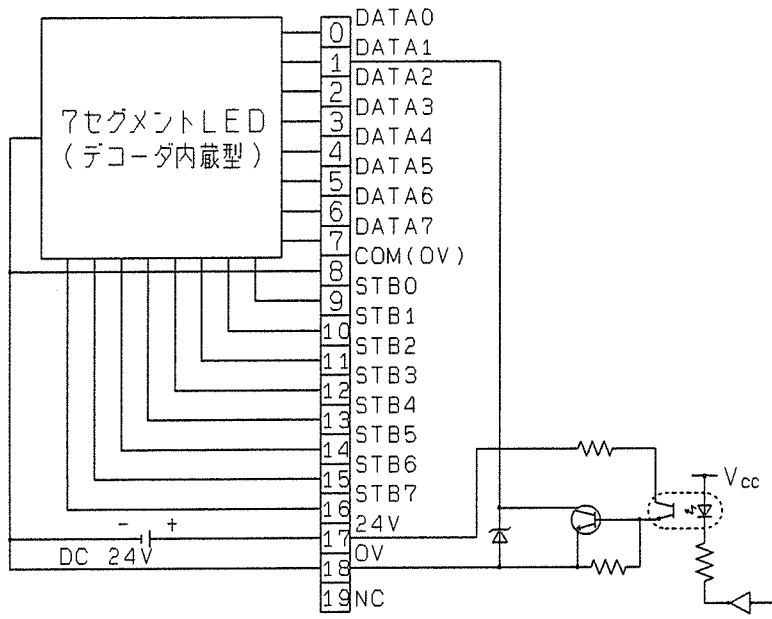 DATA0
0
DATA1
1
DATA2
2
DATA3
3
DATA4
4
DATA5
5
DATA6
6
DATA7
7
7セグメントLED
(デコーダ内蔵型)
COM(0V)
8
STB0
9
STB1
10
STB2
11
STB3
12
STB4
13
STB5
14
STB6
15
STB7
16
24V
17
- +
DC 24V
0V
18
19 NC
Vcc